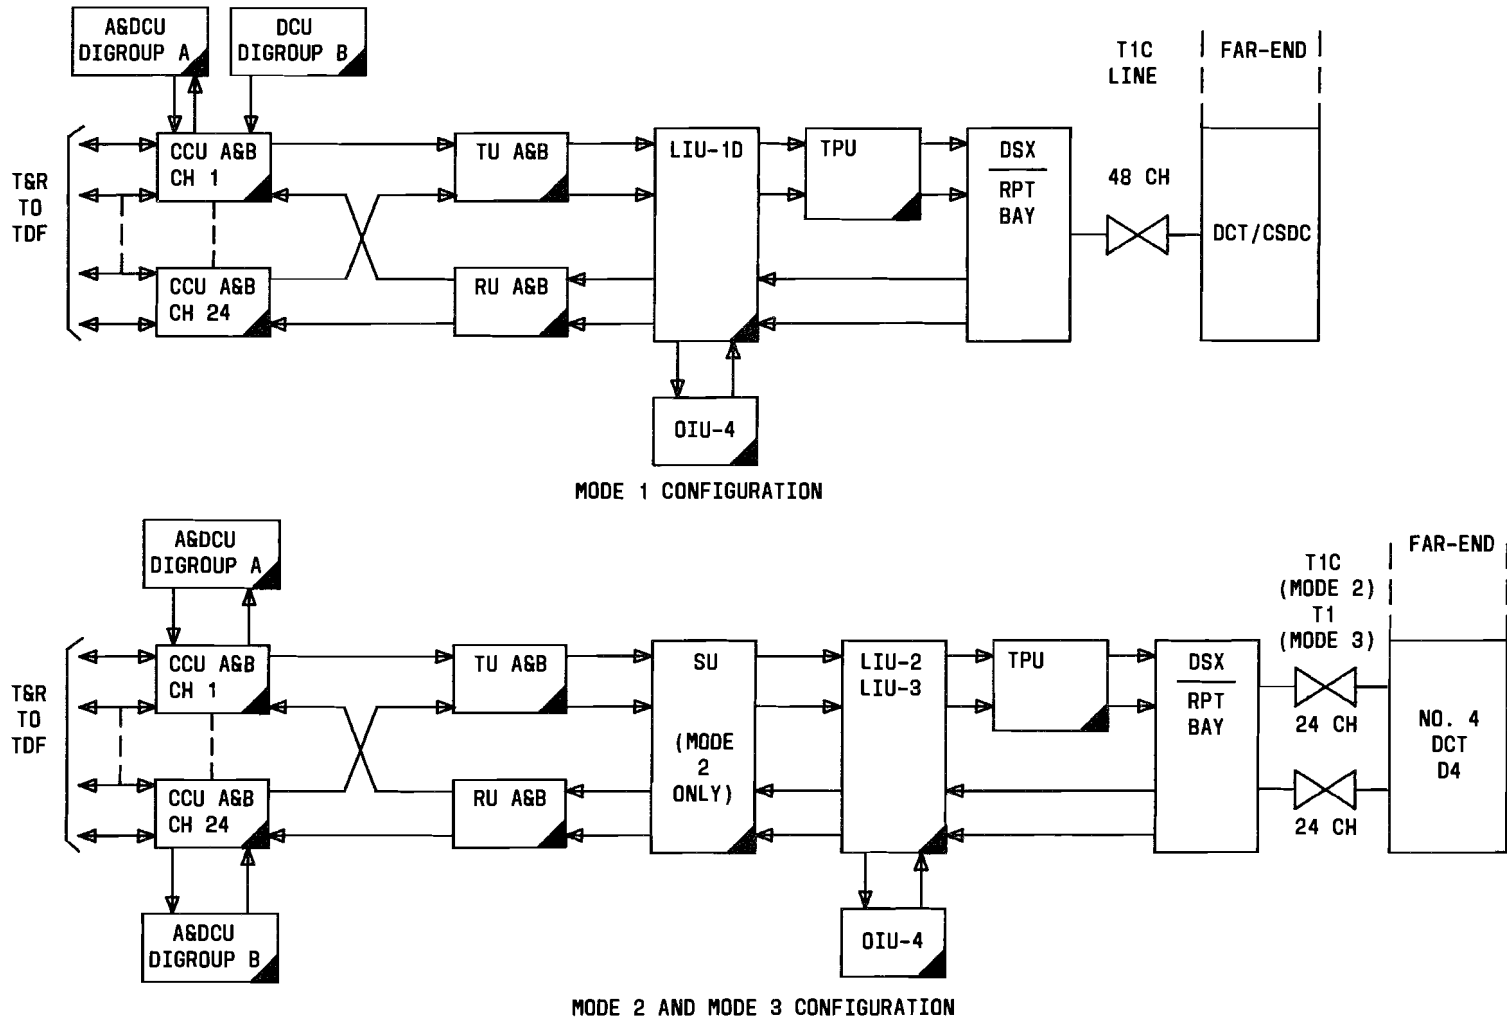 A&DCU
DIGROUP A
DCU
DIGROUP B
T1C
LINE
FAR-END
T&R
TO
TDF
CCU A&B
CH 1
TU A&B
LIU-1D
TPU
DSX
RPT
BAY
48 CH
DCT/CSDC
CCU A&B
CH 24
RU A&B
OIU-4
MODE 1 CONFIGURATION
A&DCU
DIGROUP A
T1C
(MODE 2)
T1
(MODE 3)
FAR-END
T&R
TO
TDF
CCU A&B
CH 1
TU A&B
SU
(MODE
2
ONLY)
LIU-2
LIU-3
TPU
DSX
RPT
BAY
24 CH
24 CH
NO. 4
DCT
D4
CCU A&B
CH 24
RU A&B
A&DCU
DIGROUP B
OIU-4
MODE 2 AND MODE 3 CONFIGURATION